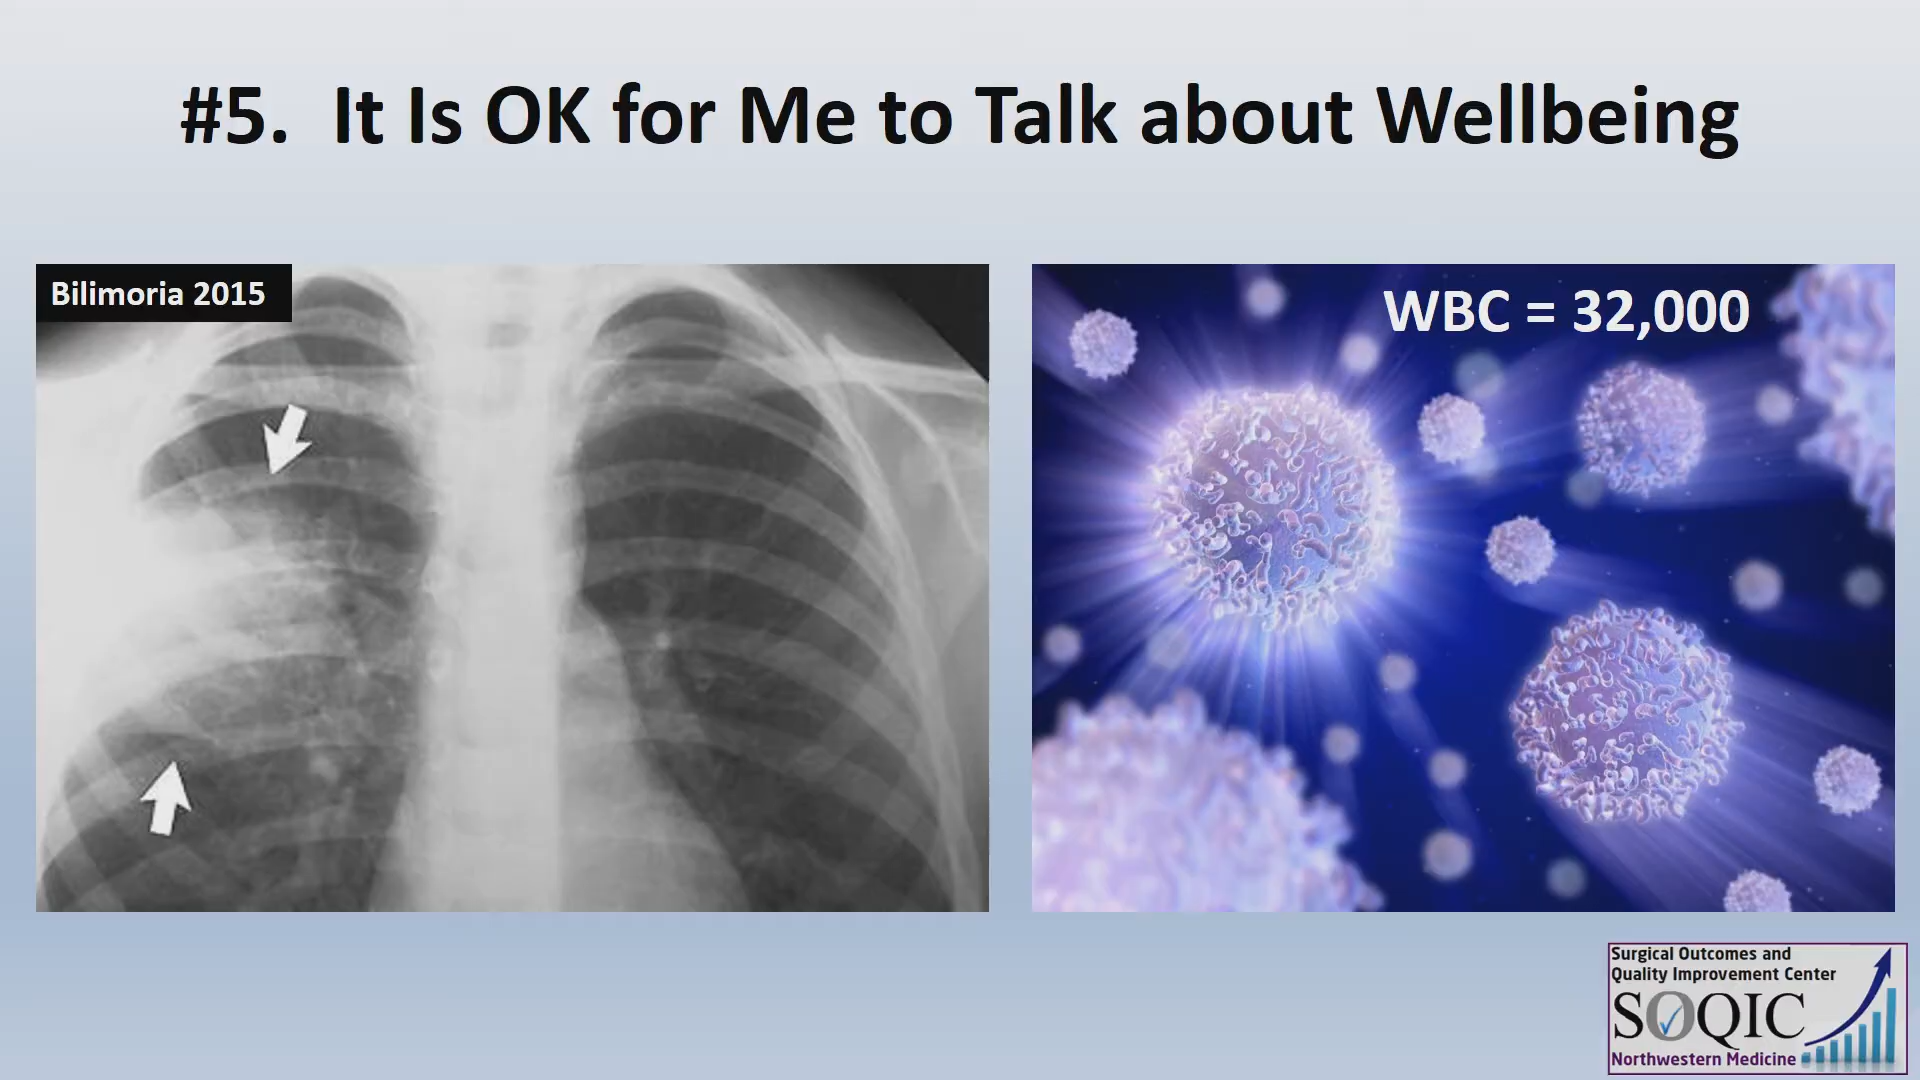 #5. It Is OK for Me to Talk about Wellbeing
Bilimoria 2015
WBC = 32,000
Surgical Outcomes and
Quality Improvement Center
SOQIC
Northwestern Medicine